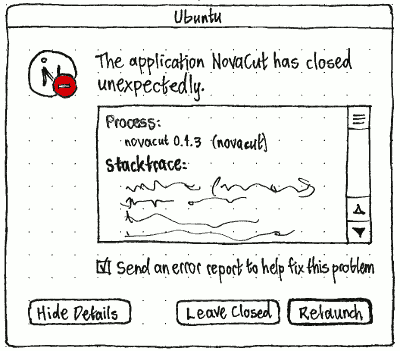 Ubuntu
The application NovaCut has closed
unexpectedly.
Process:
novacut 0.4.3 (novacut)
Stacktrace:
Send an error report to help fix this problem
Hide Details
Leave Closed
Relaunch